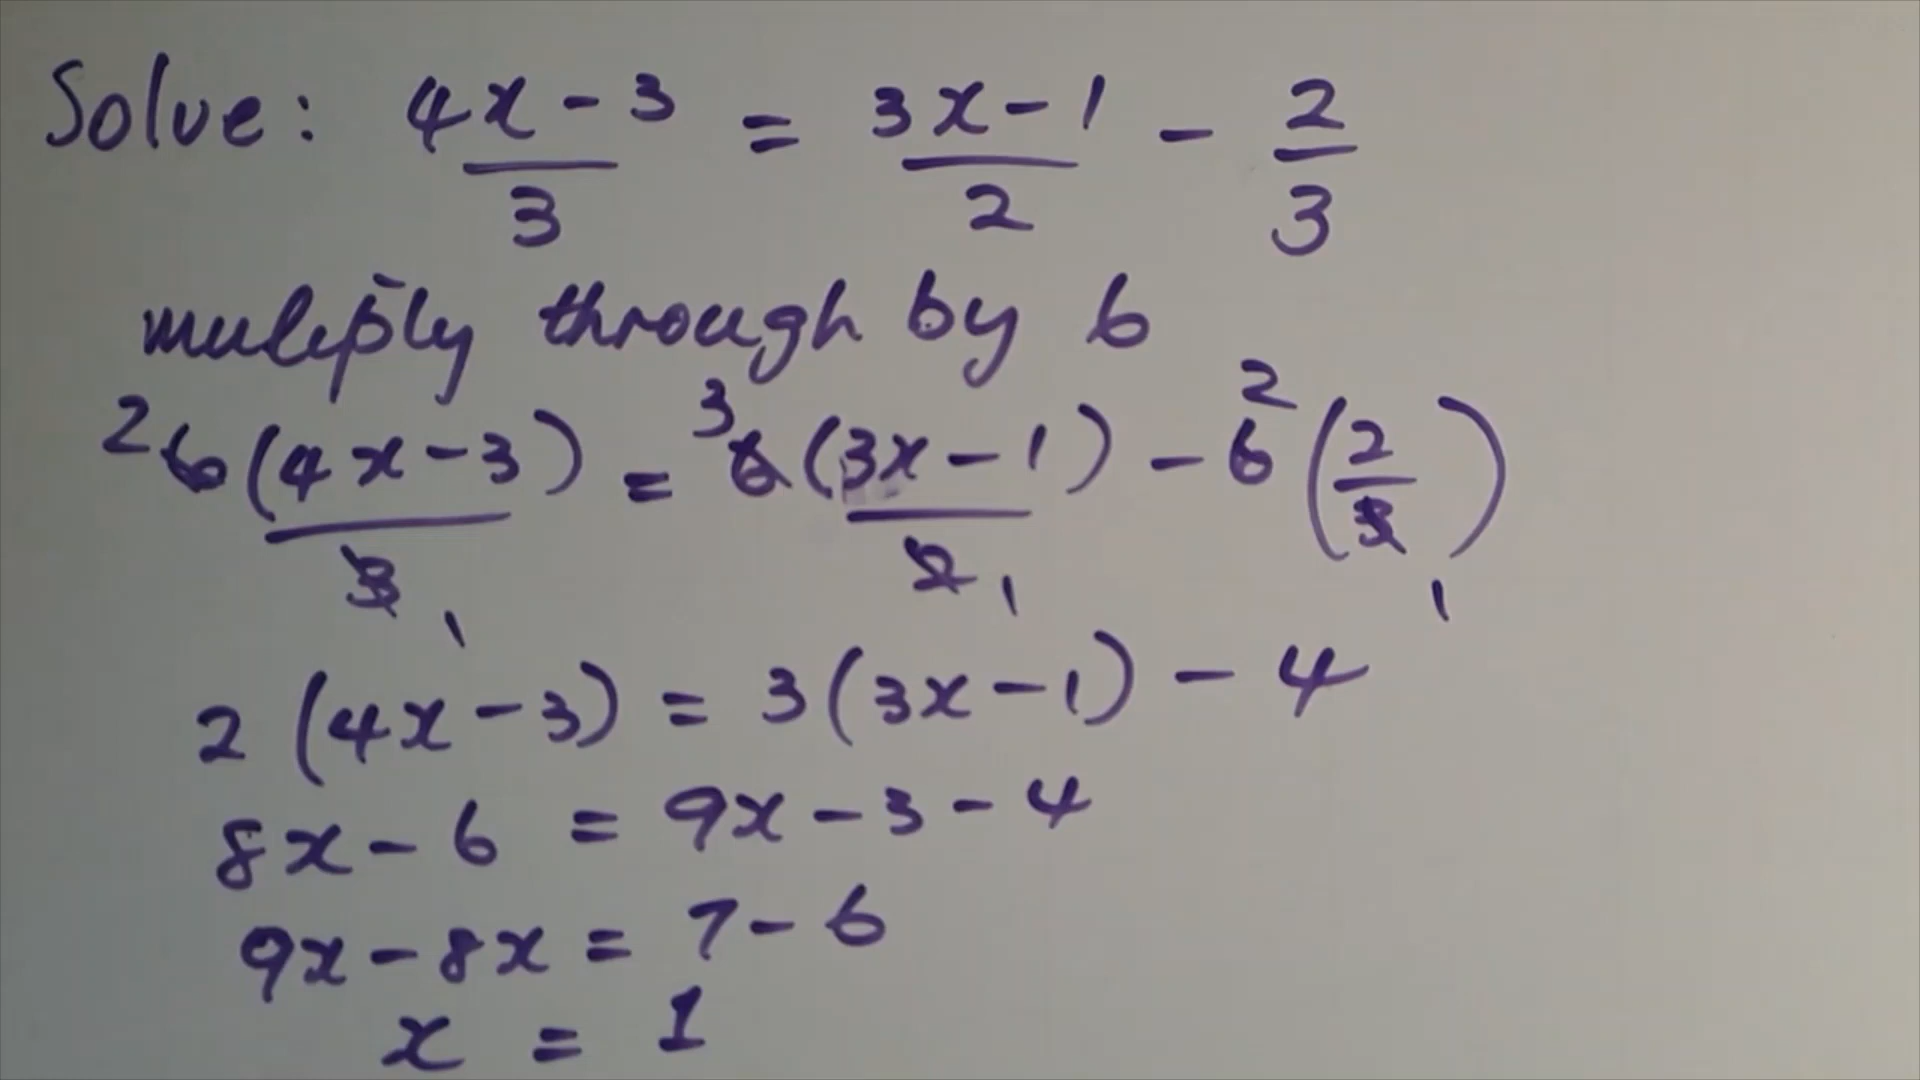 Solve: 4x - 3 / 3 = 3x - 1 / 2 - 2 / 3
multiply through by 6
2 6(4x - 3) / 3 1 = 3 6(3x - 1) / 2 1 - 2 6(2 / 3 1)
2(4x - 3) = 3(3x - 1) - 4
8x - 6 = 9x - 3 - 4
9x - 8x = 7 - 6
x = 1